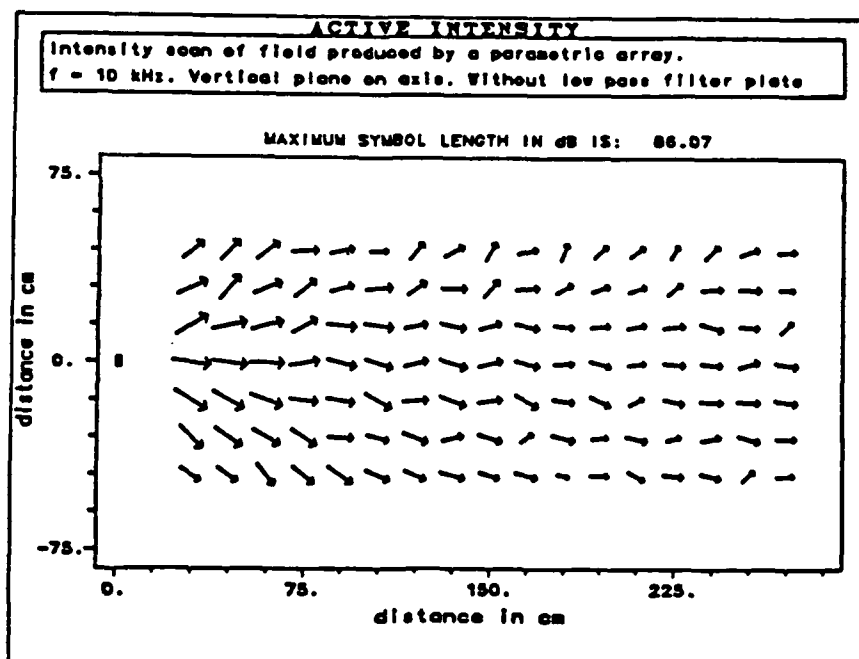 ACTIVE INTENSITY
Intensity scan of field produced by a parametric array.
f = 10 kHz. Vertical plane on axis. Without low pass filter plate
MAXIMUM SYMBOL LENGTH IN dB IS: 86.07
75.
0.
-75.
distance in cm
0. 75. 150. 225.
distance in cm